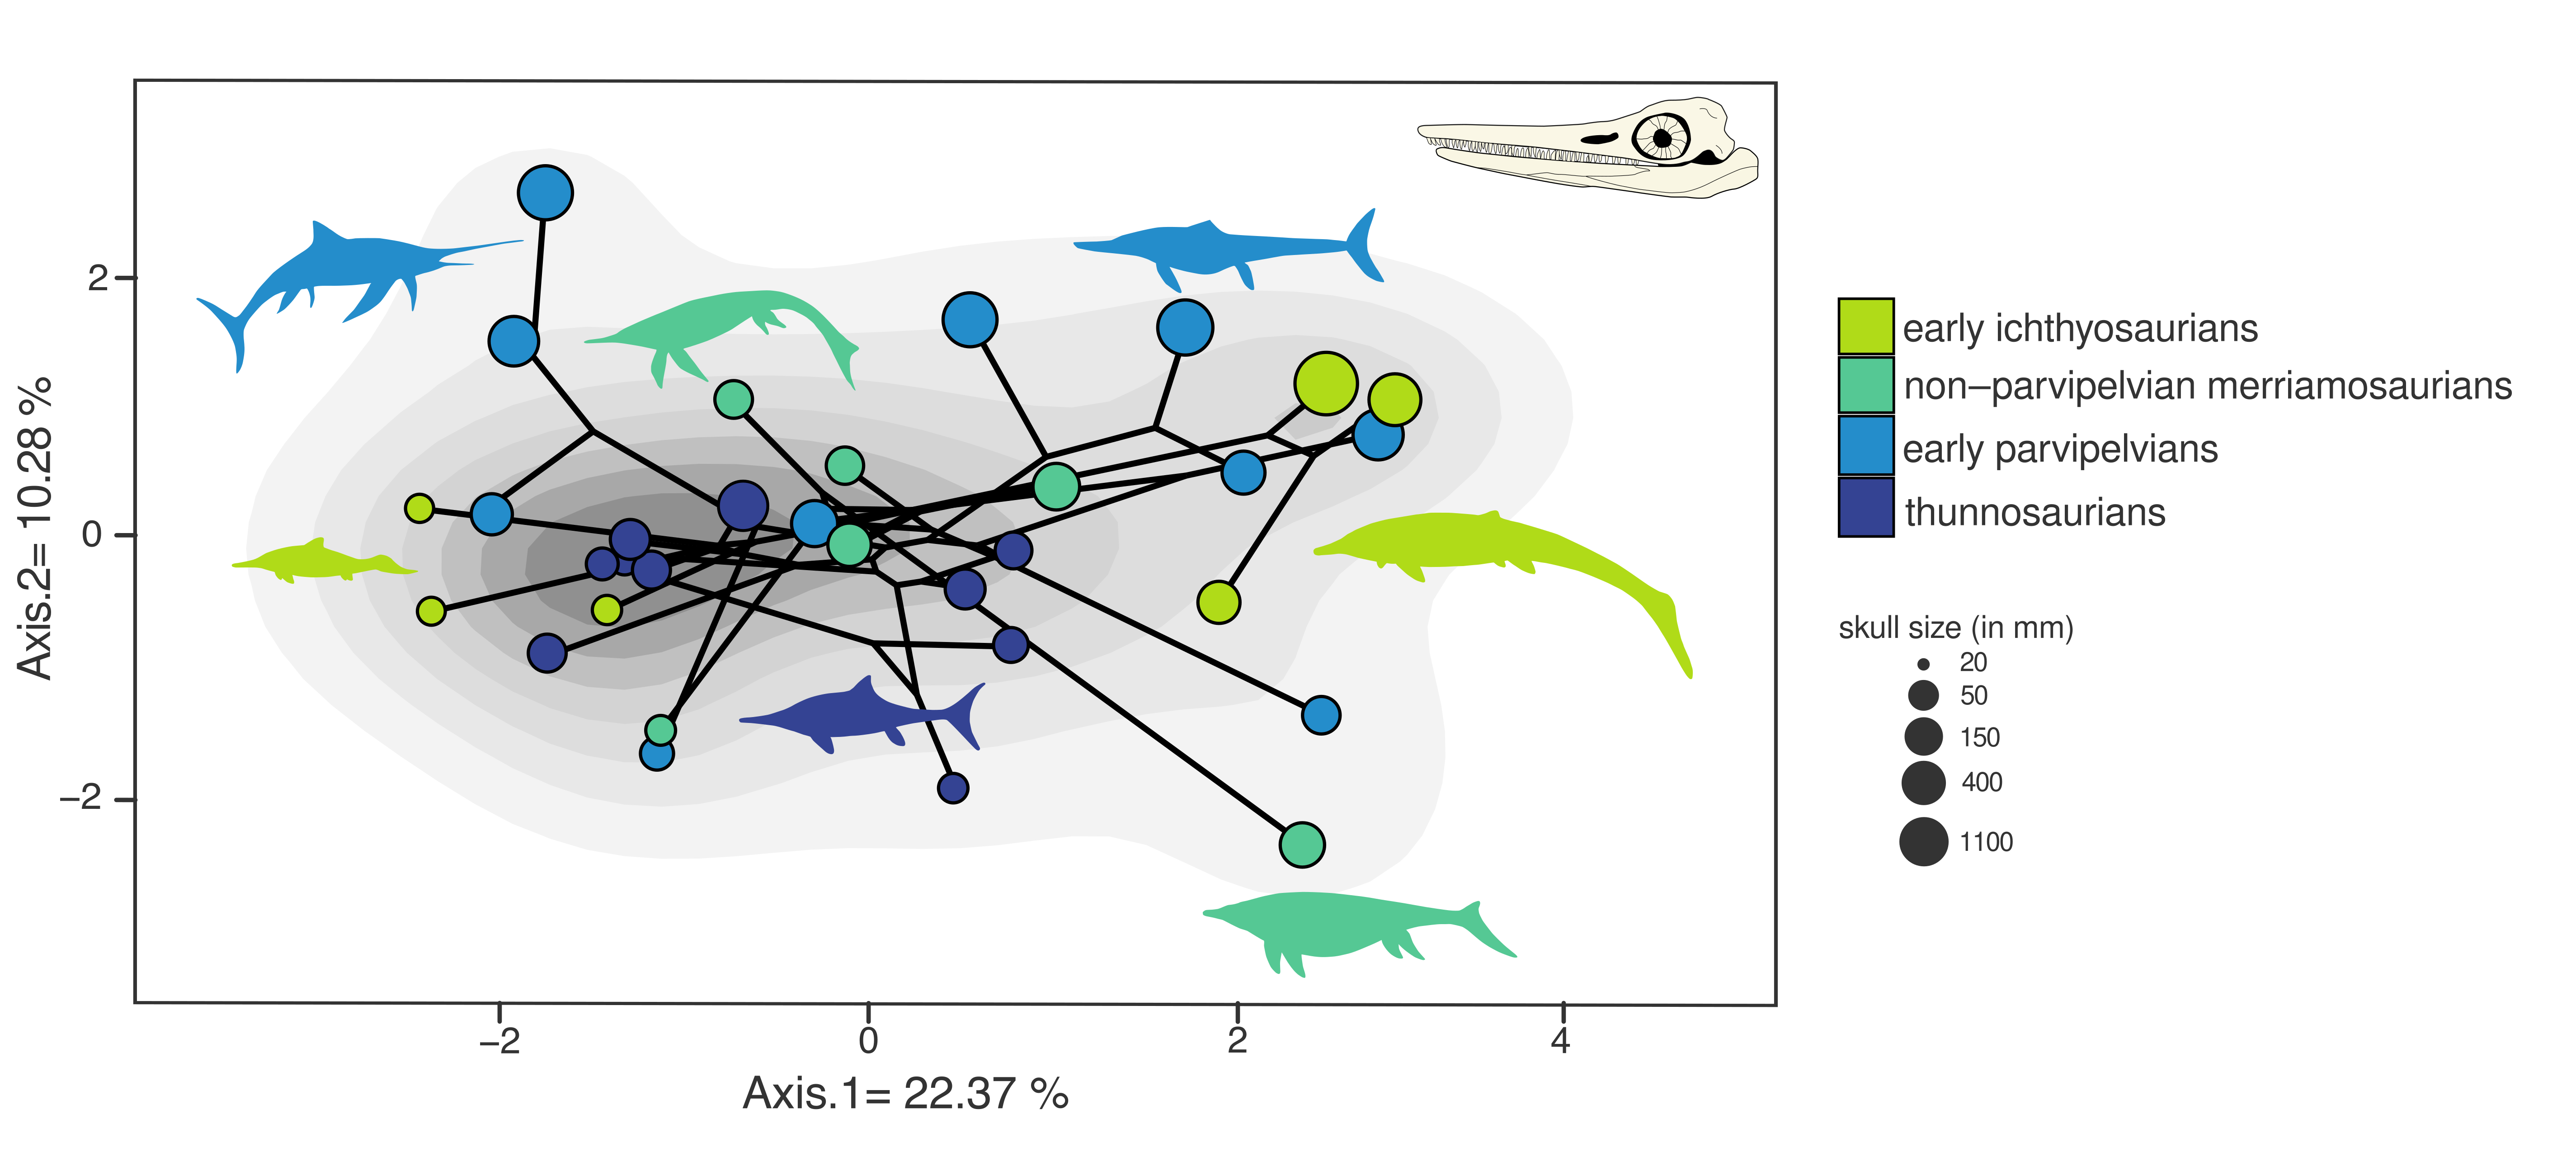 2
0
−2
Axis.2= 10.28 %
−2
0
2
4
Axis.1= 22.37 %
early ichthyosaurians
non−parvipelvian merriamosaurians
early parvipelvians
thunnosaurians
skull size (in mm)
20
50
150
400
1100